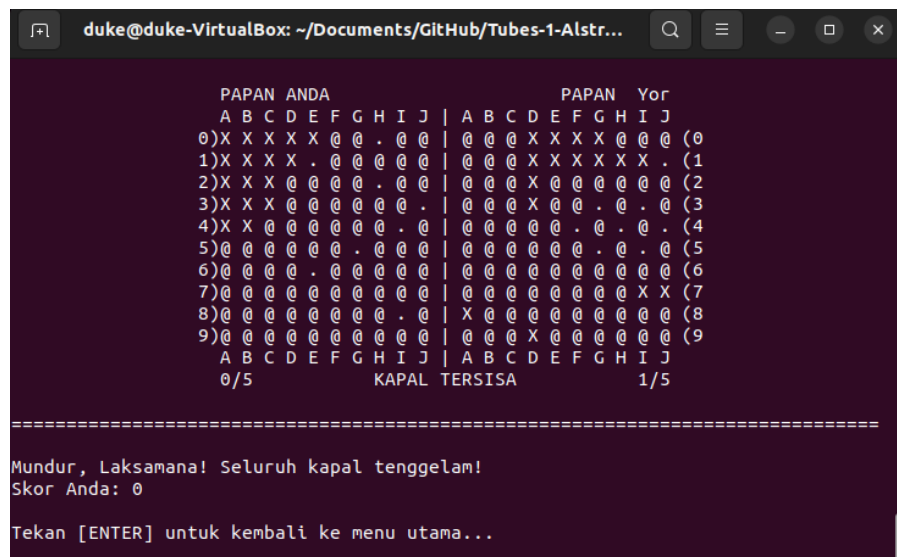 duke@duke-VirtualBox: ~/Documents/GitHub/Tubes-1-Alstr...
PAPAN ANDA PAPAN Yor
A B C D E F G H I J | A B C D E F G H I J
0)X X X X X @ @ . @ @ | @ @ @ X X X X @ @ @ (0
1)X X X X . @ @ @ @ @ | @ @ @ X X X X X X . (1
2)X X X @ @ @ @ . @ @ | @ @ @ X @ @ @ @ @ @ (2
3)X X X @ @ @ @ @ @ . | @ @ @ X @ @ . @ . @ (3
4)X X @ @ @ @ @ @ . @ | @ @ @ @ @ . @ . @ . (4
5)@ @ @ @ @ @ . @ @ @ | @ @ @ @ @ @ . @ . @ (5
6)@ @ @ @ . @ @ @ @ @ | @ @ @ @ @ @ @ @ @ @ (6
7)@ @ @ @ @ @ @ @ @ @ | @ @ @ @ @ @ @ @ X X (7
8)@ @ @ @ @ @ @ @ . @ | X @ @ @ @ @ @ @ @ @ (8
9)@ @ @ @ @ @ @ @ @ @ | @ @ @ X @ @ @ @ @ @ (9
A B C D E F G H I J | A B C D E F G H I J
0/5 KAPAL TERSISA 1/5
===============================================================================
Mundur, Laksamana! Seluruh kapal tenggelam!
Skor Anda: 0
Tekan [ENTER] untuk kembali ke menu utama...